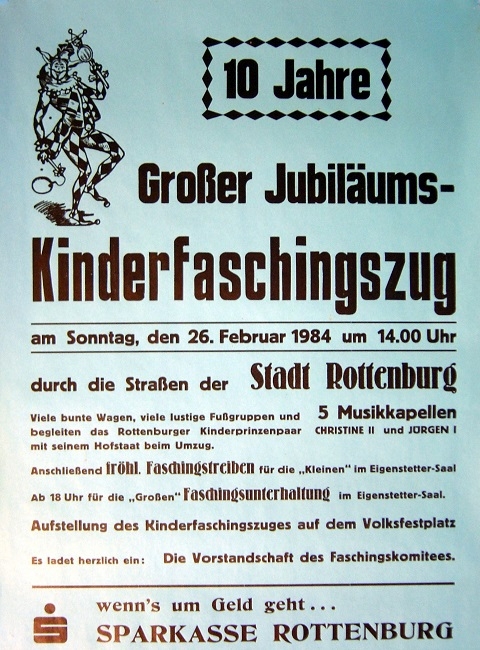 10 Jahre
Großer Jubiläums-
Kinderfaschingszug
am Sonntag, den 26. Februar 1984 um 14.00 Uhr
durch die Straßen der Stadt Rottenburg
Viele bunte Wagen, viele lustige Fußgruppen und 5 Musikkapellen
begleiten das Rottenburger Kinderprinzenpaar CHRISTINE II und JÜRGEN I
mit seinem Hofstaat beim Umzug.
Anschließend fröhl. Faschingstreiben für die „Kleinen" im Eigenstetter-Saal
Ab 18 Uhr für die „Großen" Faschingsunterhaltung im Eigenstetter-Saal.
Aufstellung des Kinderfaschingszuges auf dem Volksfestplatz
Es ladet herzlich ein: Die Vorstandschaft des Faschingskomitees.
wenn's um Geld geht...
SPARKASSE ROTTENBURG